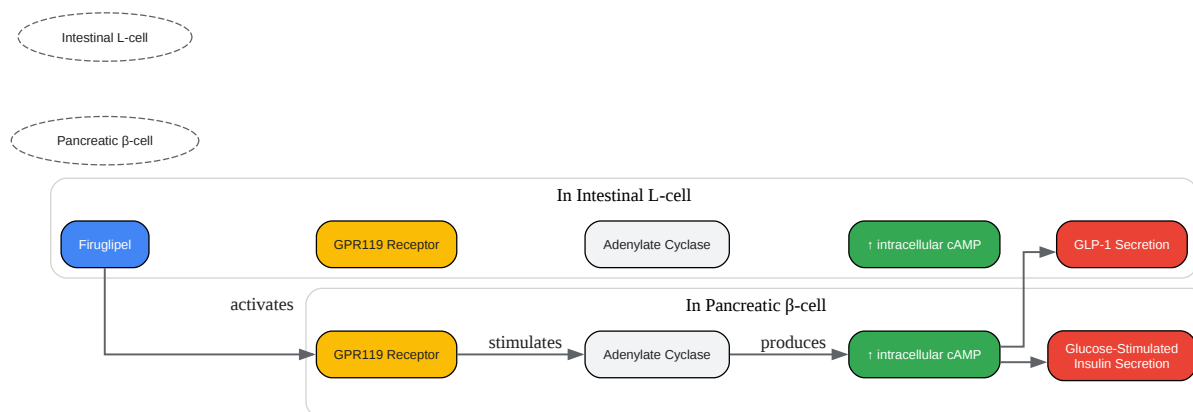 Intestinal L-cell
Pancreatic β-cell
In Intestinal L-cell
Firuglipel
GPR119 Receptor
Adenylate Cyclase
↑ intracellular cAMP
GLP-1 Secretion
activates
In Pancreatic β-cell
GPR119 Receptor
stimulates
Adenylate Cyclase
produces
↑ intracellular cAMP
Glucose-Stimulated
Insulin Secretion